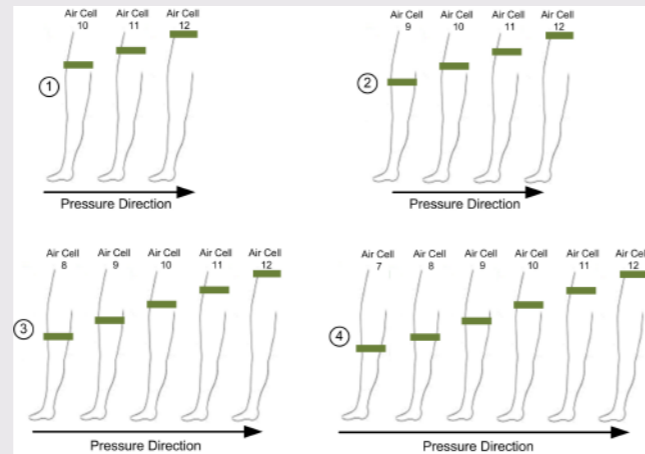 Air Cell Air Cell Air Cell
10 11 12
1
Pressure Direction
Air Cell Air Cell Air Cell Air Cell
9 10 11 12
2
Pressure Direction
Air Cell Air Cell Air Cell Air Cell Air Cell
8 9 10 11 12
3
Pressure Direction
Air Cell Air Cell Air Cell Air Cell Air Cell Air Cell
7 8 9 10 11 12
4
Pressure Direction